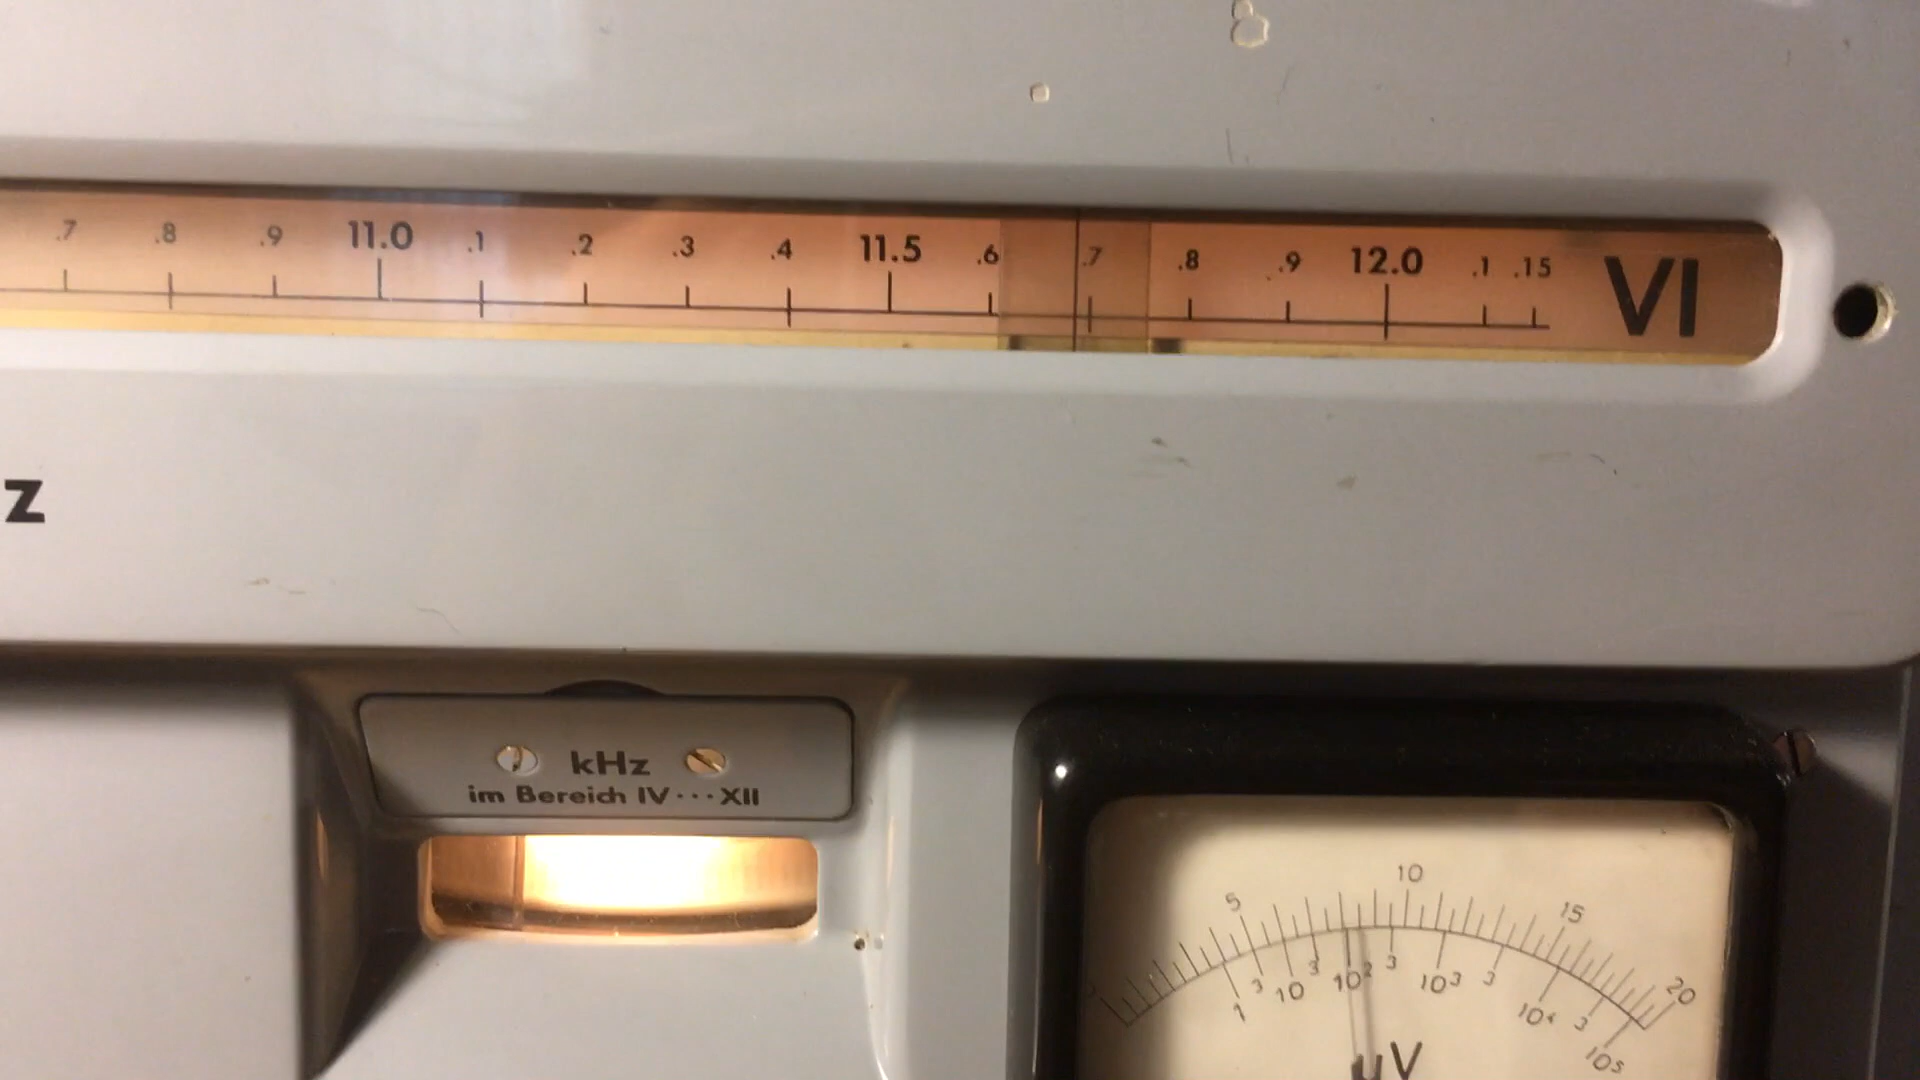 .7 .8 .9 11.0 .1 .2 .3 .4 11.5 .6 .7 .8 .9 12.0 .1 .15 VI
z
kHz
im Bereich IV···XII
5 10 15 20
1 3 10 3 10² 3 10³ 3 10⁴ 3 10⁵
µV